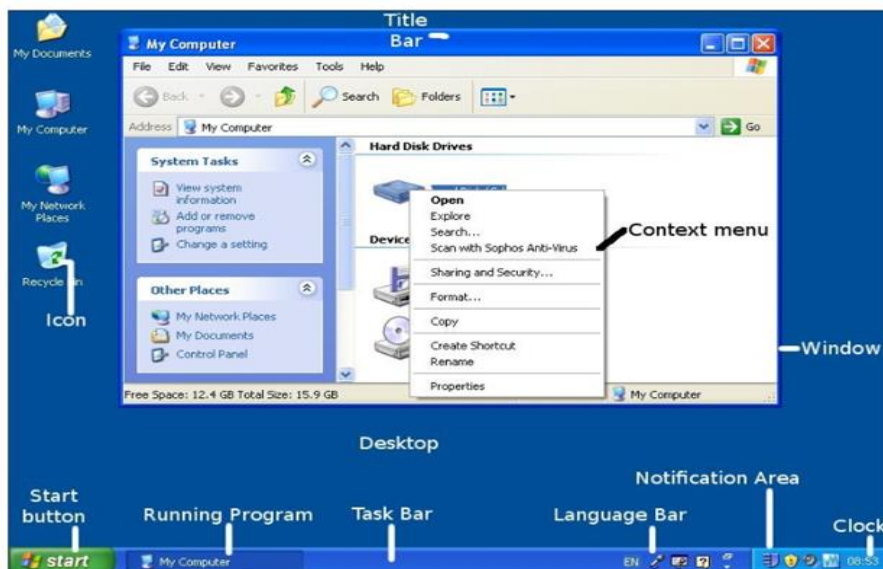 Title
Bar
My Documents
My Computer
My Network
Places
Recycle Bin
Icon
My Computer
File Edit View Favorites Tools Help
Back Search Folders
Address My Computer Go
System Tasks
View system
information
Add or remove
programs
Change a setting
Other Places
My Network Places
My Documents
Control Panel
Hard Disk Drives
Open
Explore
Search...
Scan with Sophos Anti-Virus
Sharing and Security...
Format...
Copy
Create Shortcut
Rename
Properties
Context menu
Window
Free Space: 12.4 GB Total Size: 15.9 GB My Computer
Desktop
Notification Area
Start
button
Running Program
Task Bar
Language Bar
Clock
start My Computer EN 08:53